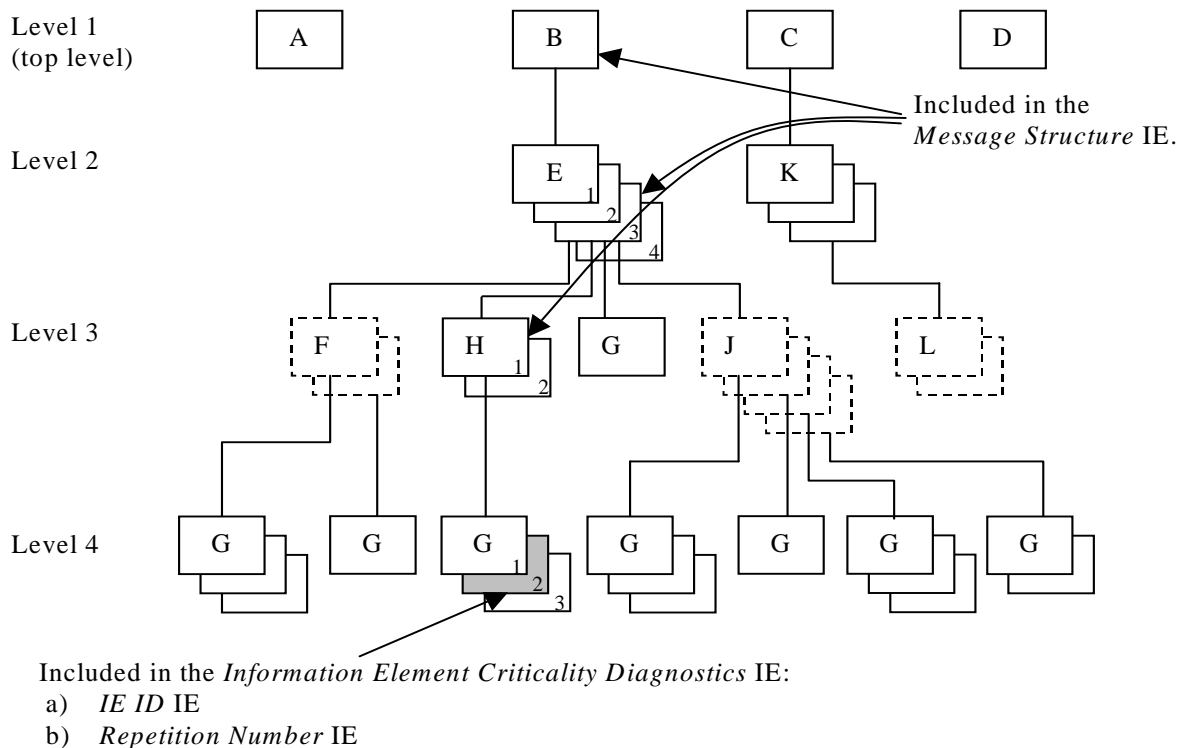 Level 1
(top level)
A
B
C
D
Included in the
Message Structure IE.
Level 2
E
1
2
3
4
K
Level 3
F
H
1
2
G
J
L
Level 4
G
G
G
1
2
3
G
G
G
G
Included in the Information Element Criticality Diagnostics IE:
a) IE ID IE
b) Repetition Number IE